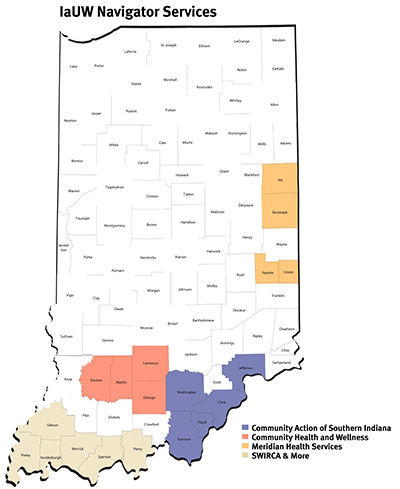 IaUW Navigator Services
LaGrange
Steuben
St. Joseph
Elkhart
LaPorte
Lake
Porter
Noble
DeKalb
Marshall
Starke
Kosciusko
Whitley
Allen
Jasper
Pulaski
Fulton
Newton
Wabash
Huntington
White
Cass
Miami
Wells
Adams
Benton
Carroll
Howard
Grant
Blackford
Jay
Warren
Tippecanoe
Clinton
Tipton
Delaware
Randolph
Madison
Fountain
Montgomery
Boone
Hamilton
Henry
Wayne
Hancock
Parke
Hendricks
Marion
Putnam
Rush
Fayette
Union
Shelby
Morgan
Johnson
Vigo
Clay
Franklin
Owen
Decatur
Brown
Bartholomew
Monroe
Dearborn
Sullivan
Greene
Jennings
Ripley
Ohio
Jackson
Lawrence
Switzerland
Jefferson
Knox
Daviess
Martin
Scott
Washington
Orange
Clark
Pike
Dubois
Gibson
Crawford
Floyd
Harrison
Perry
Posey
Vanderburgh
Warrick
Spencer
Community Action of Southern Indiana
Community Health and Wellness
Meridian Health Services
SWIRCA & More